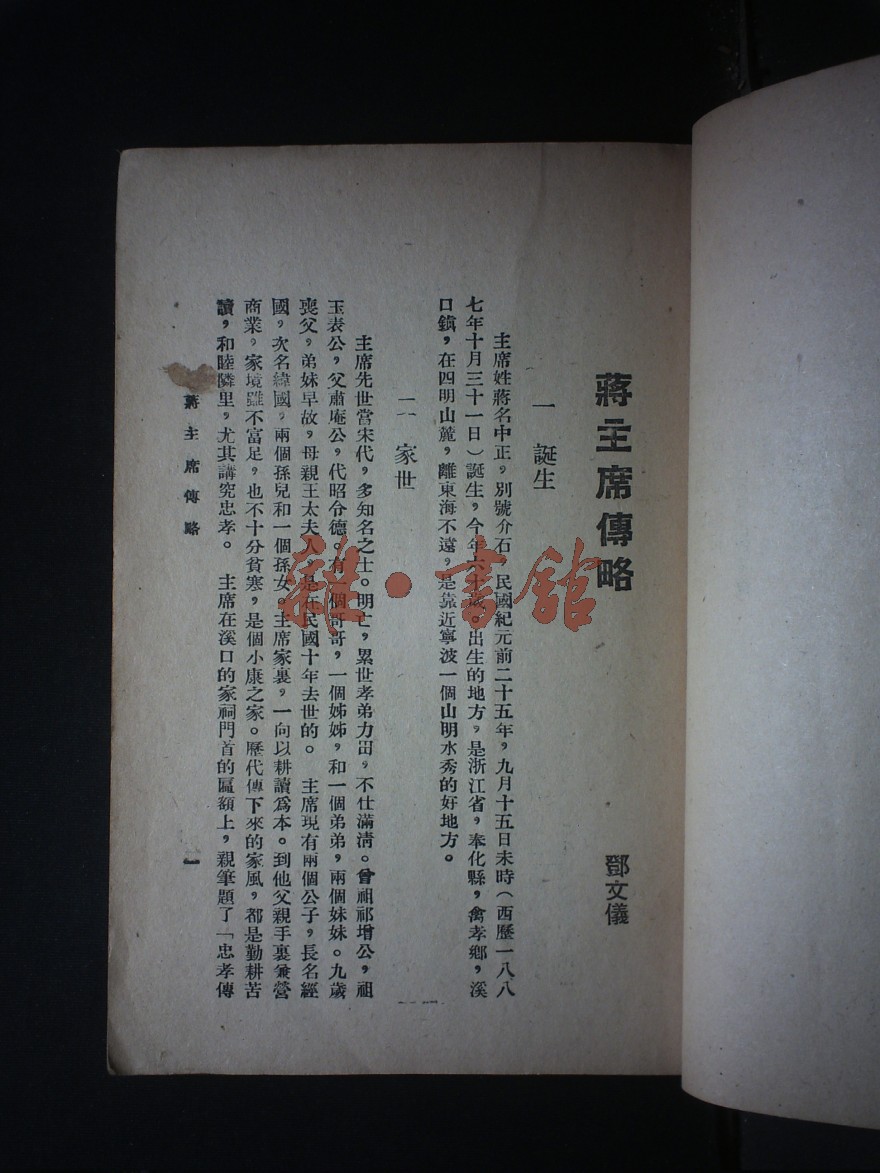 蔣主席傳略
鄧文儀
一 誕生
主席姓蔣名中正，別號介石，民國紀元前二十五年，九月十五日未時（西歷一八八
七年十月三十一日）誕生，今年六十歲。出生的地方，是浙江省，奉化縣，禽孝鄉，溪
口鎮，在四明山麓，離東海不遠，是靠近寧波一個山明水秀的好地方。
二 家世
主席先世當宋代，多知名之士。明亡，累世孝弟力田，不仕滿清。曾祖祁增公，祖
玉表公，父肅庵公，代昭令德。有一個哥哥，一個姊姊，和一個弟弟，兩個妹妹。九歲
喪父，弟妹早故，母親王太夫人，是在民國十年去世的。　主席現有兩個公子，長名經
國，次名緯國，兩個孫兒和一個孫女。主席家裏，一向以耕讀爲本。到他父親手裏兼營
商業，家境雖不富足，也不十分貧寒，是個小康之家。歷代傳下來的家風，都是勤耕苦
讀，和睦隣里，尤其講究忠孝。　主席在溪口的家祠門首的匾額上，親筆題了「忠孝傳
蔣主席傳略
一
雜·書館